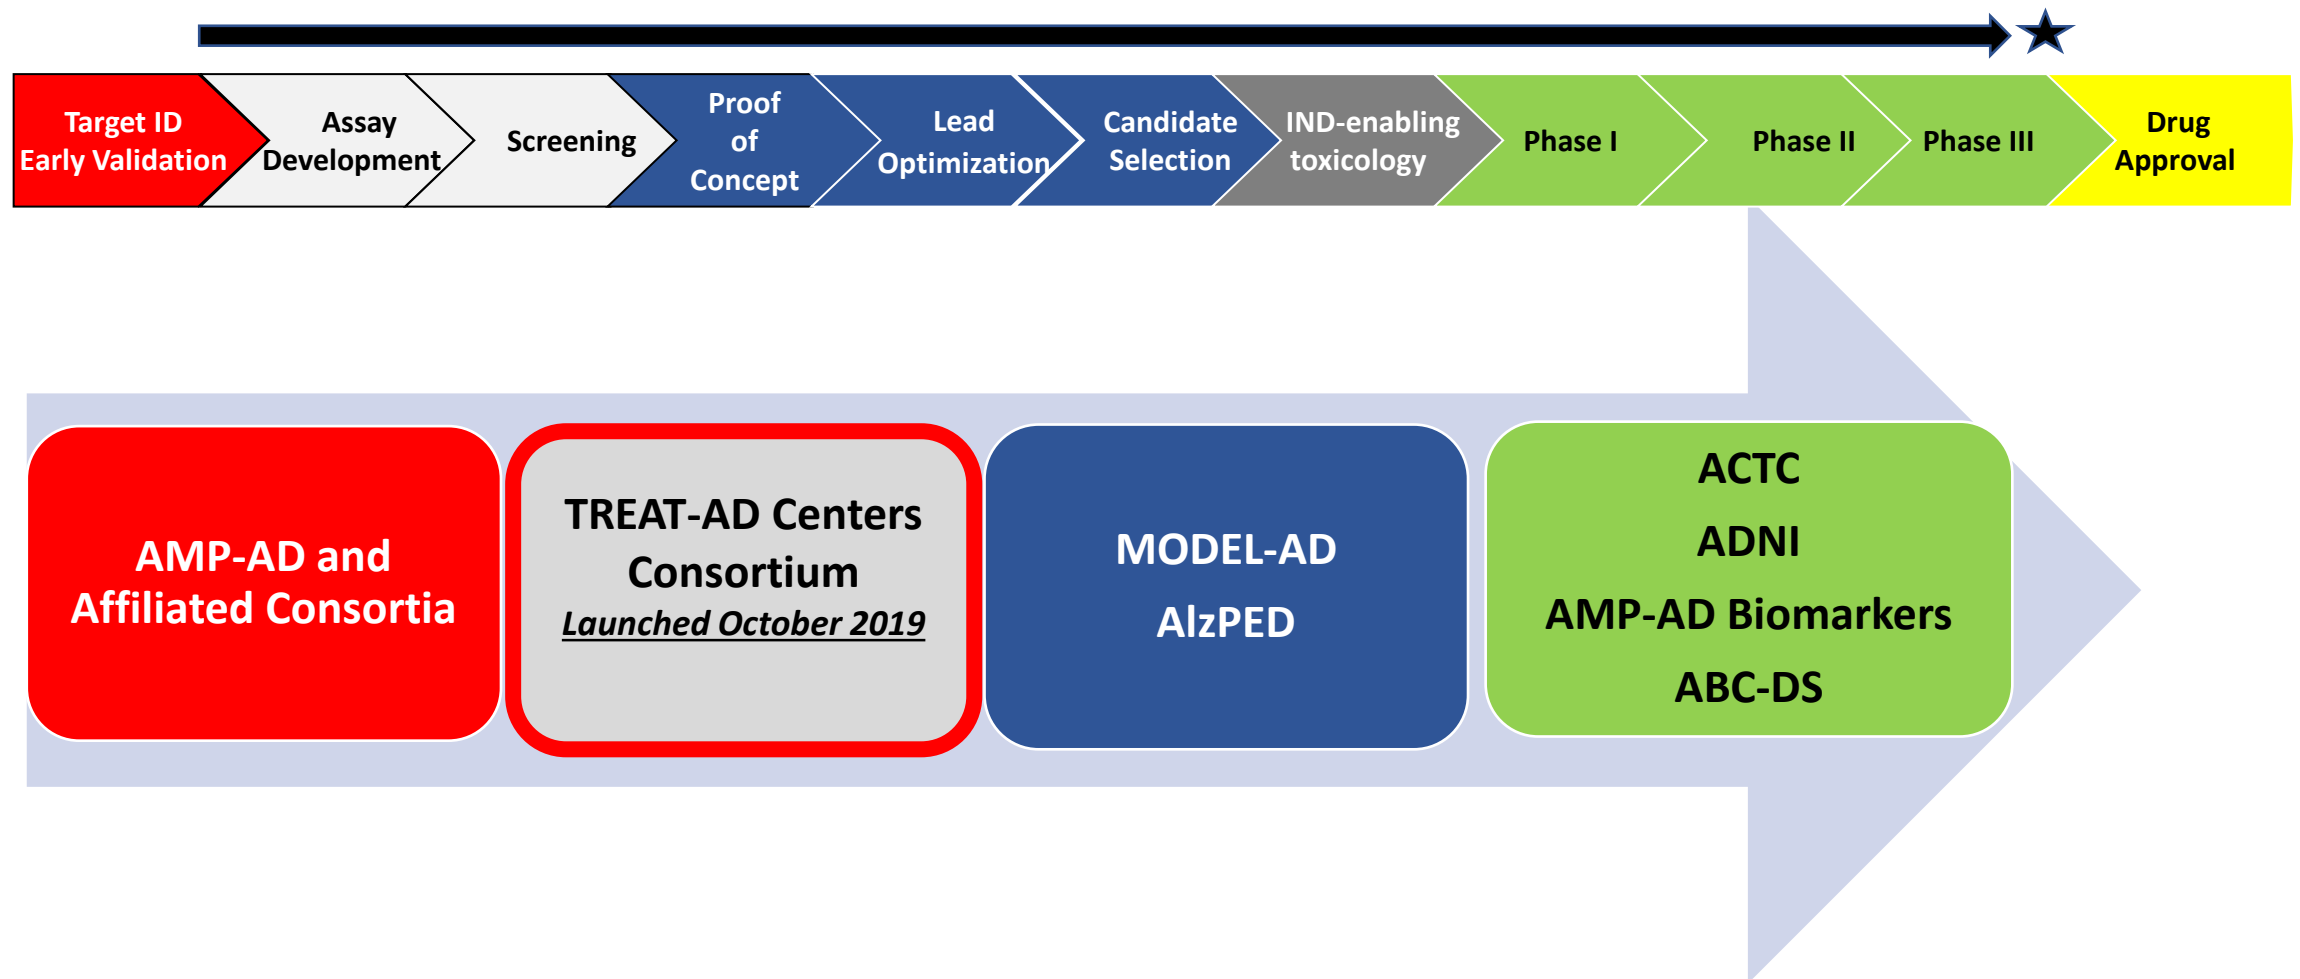 Target ID
Early Validation
Assay
Development
Screening
Proof
of
Concept
Lead
Optimization
Candidate
Selection
IND-enabling
toxicology
Phase I
Phase II
Phase III
Drug
Approval
AMP-AD and
Affiliated Consortia
TREAT-AD Centers
Consortium
Launched October 2019
MODEL-AD
AlzPED
ACTC
ADNI
AMP-AD Biomarkers
ABC-DS